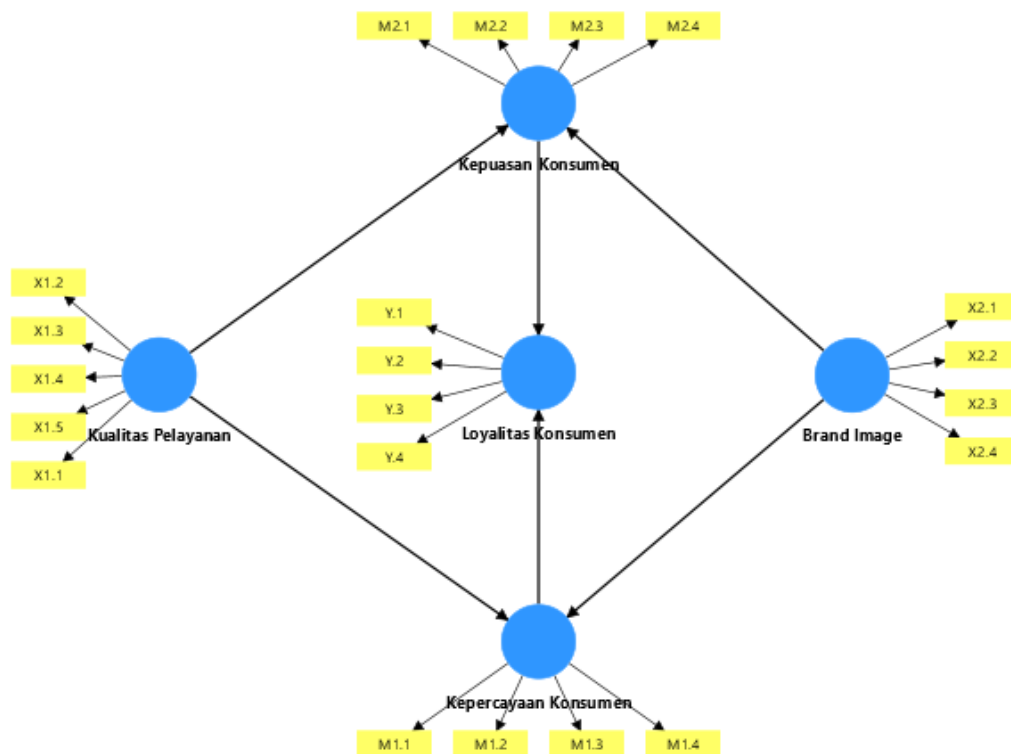 M2.1
M2.2
M2.3
M2.4
Kepuasan Konsumen
X1.2
X1.3
X1.4
X1.5
X1.1
Kualitas Pelayanan
Y.1
Y.2
Y.3
Y.4
Loyalitas Konsumen
X2.1
X2.2
X2.3
X2.4
Brand Image
Kepercayaan Konsumen
M1.1
M1.2
M1.3
M1.4